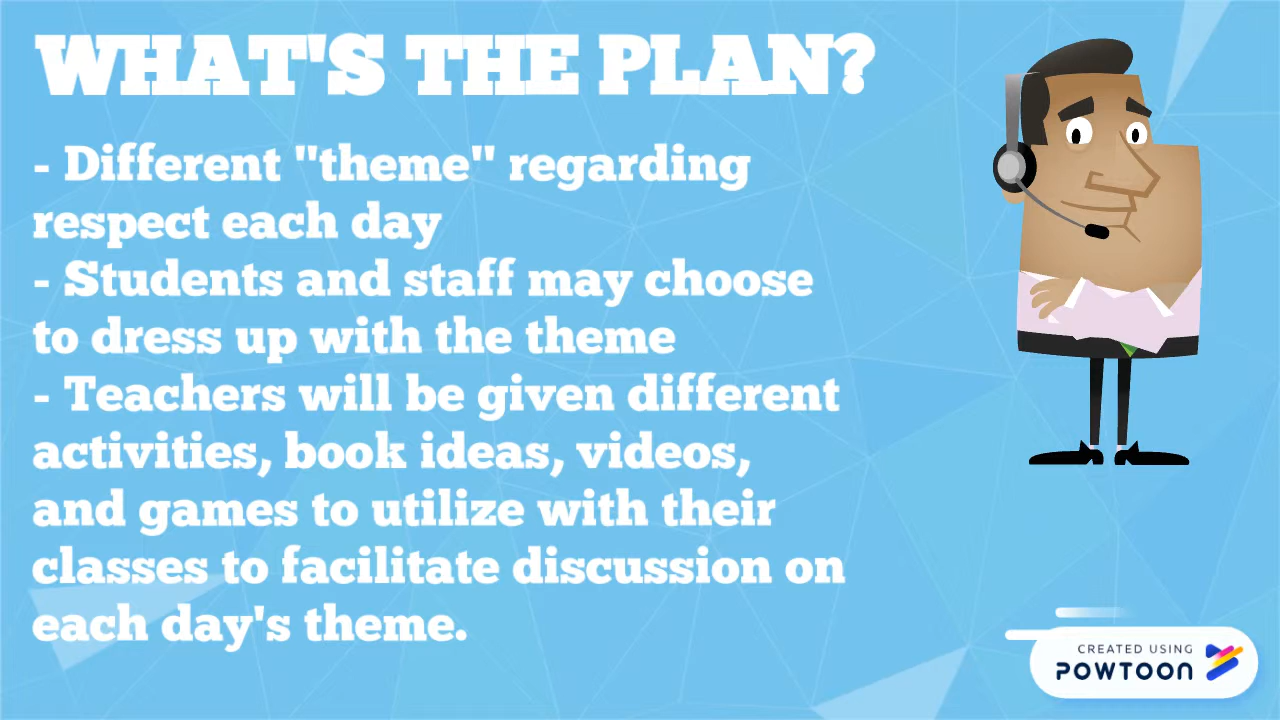 WHAT'S THE PLAN?
- Different "theme" regarding
respect each day
- Students and staff may choose
to dress up with the theme
- Teachers will be given different
activities, book ideas, videos,
and games to utilize with their
classes to facilitate discussion on
each day's theme.
CREATED USING
POWTOON